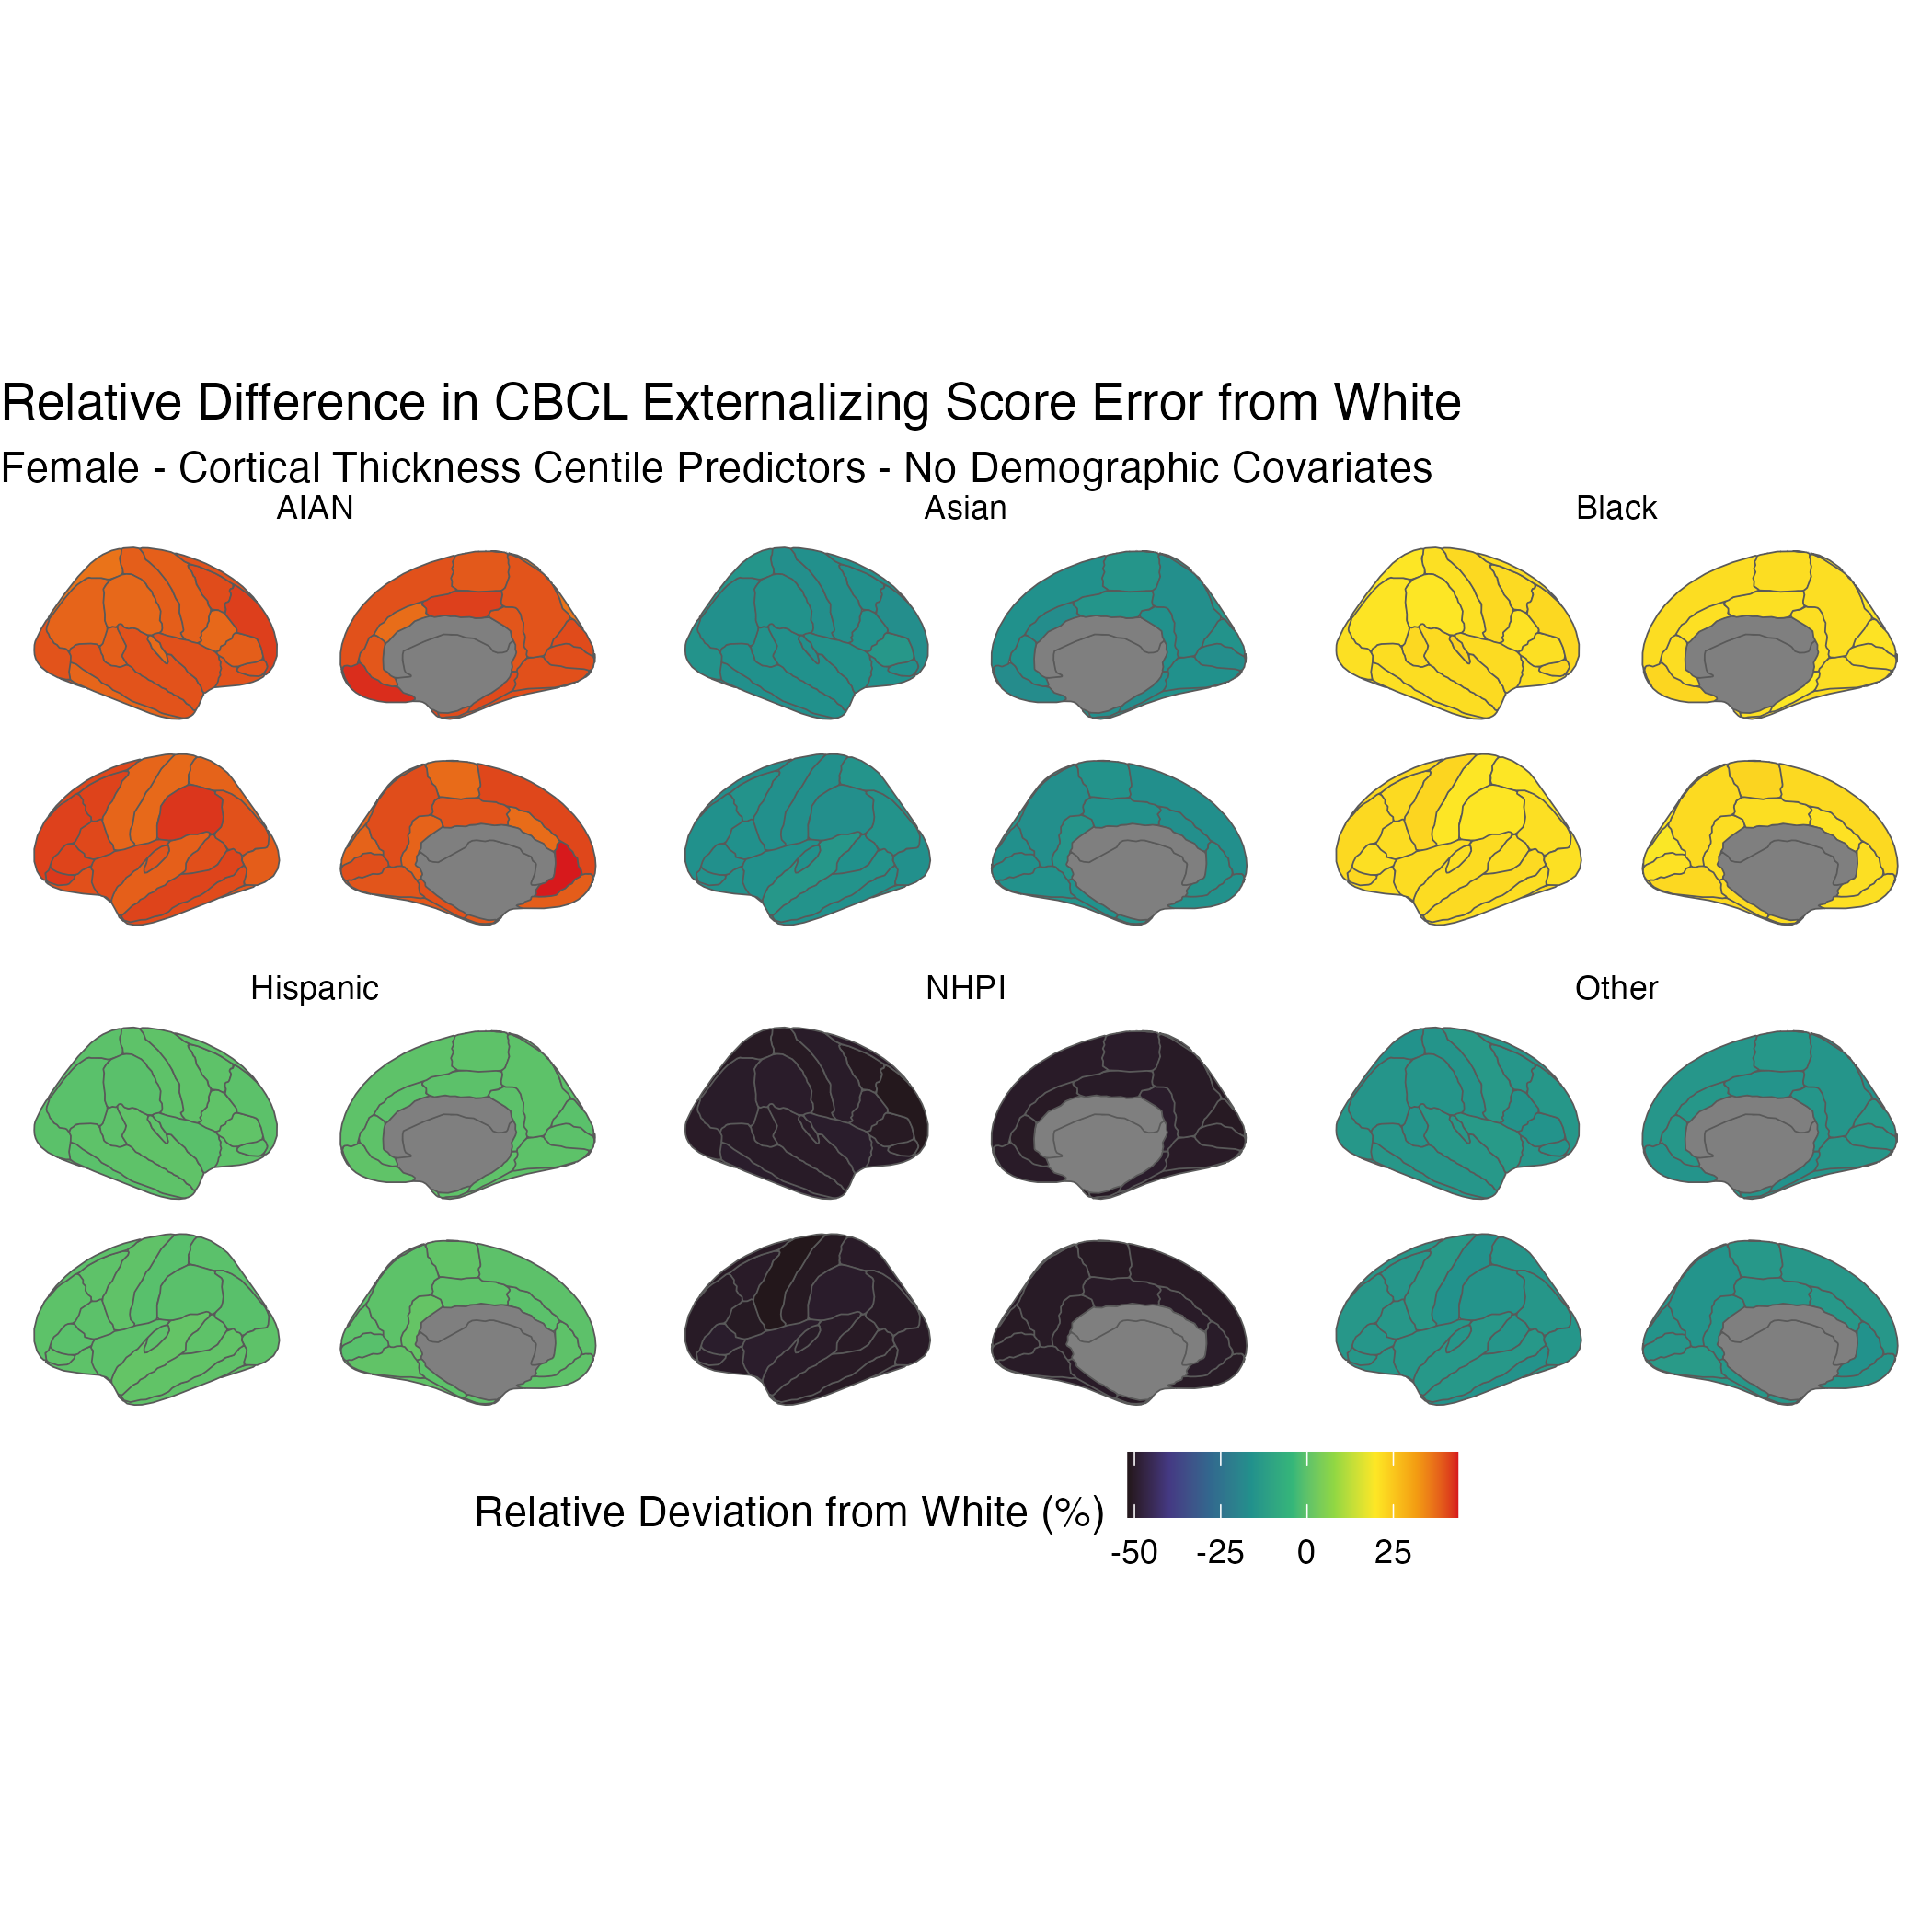 Relative Difference in CBCL Externalizing Score Error from White
Female - Cortical Thickness Centile Predictors - No Demographic Covariates
AIAN Asian Black
Hispanic NHPI Other
Relative Deviation from White (%)
-50 -25 0 25